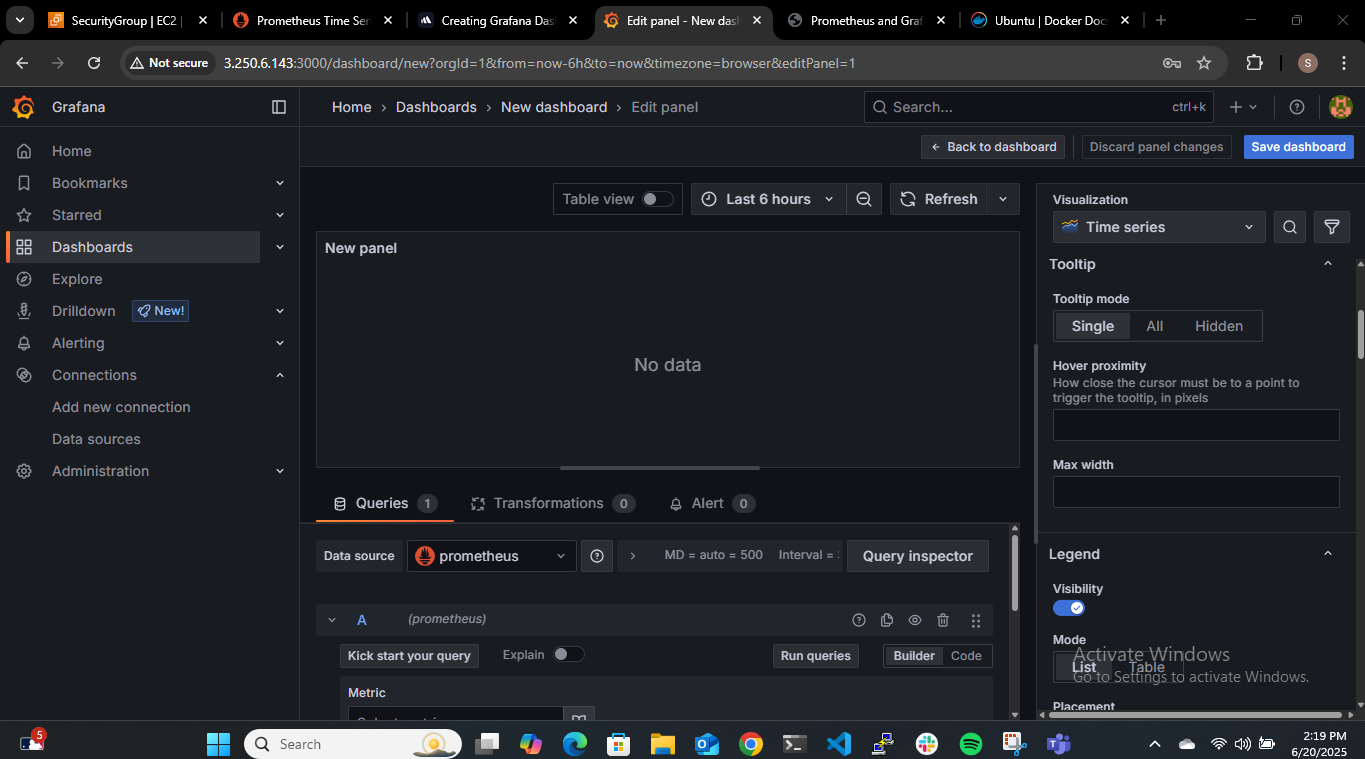 SecurityGroup | EC2 |
Prometheus Time Ser
Creating Grafana Das
Edit panel - New dash
Prometheus and Graf
Ubuntu | Docker Doc
Not secure
3.250.6.143:3000/dashboard/new?orgId=1&from=now-6h&to=now&timezone=browser&editPanel=1
S
Grafana
Home › Dashboards › New dashboard › Edit panel
Search...
ctrl+k
Back to dashboard
Discard panel changes
Save dashboard
Home
Bookmarks
Starred
Dashboards
Explore
Drilldown
New!
Alerting
Connections
Add new connection
Data sources
Administration
Table view
Last 6 hours
Refresh
New panel
No data
Queries 1
Transformations 0
Alert 0
Data source
prometheus
MD = auto = 500
Interval =
Query inspector
A
(prometheus)
Kick start your query
Explain
Run queries
Builder
Code
Metric
Visualization
Time series
Tooltip
Tooltip mode
Single
All
Hidden
Hover proximity
How close the cursor must be to a point to
trigger the tooltip, in pixels
Max width
Legend
Visibility
Mode
List
Table
Placement
Activate Windows
Go to Settings to activate Windows.
5
Search
2:19 PM
6/20/2025